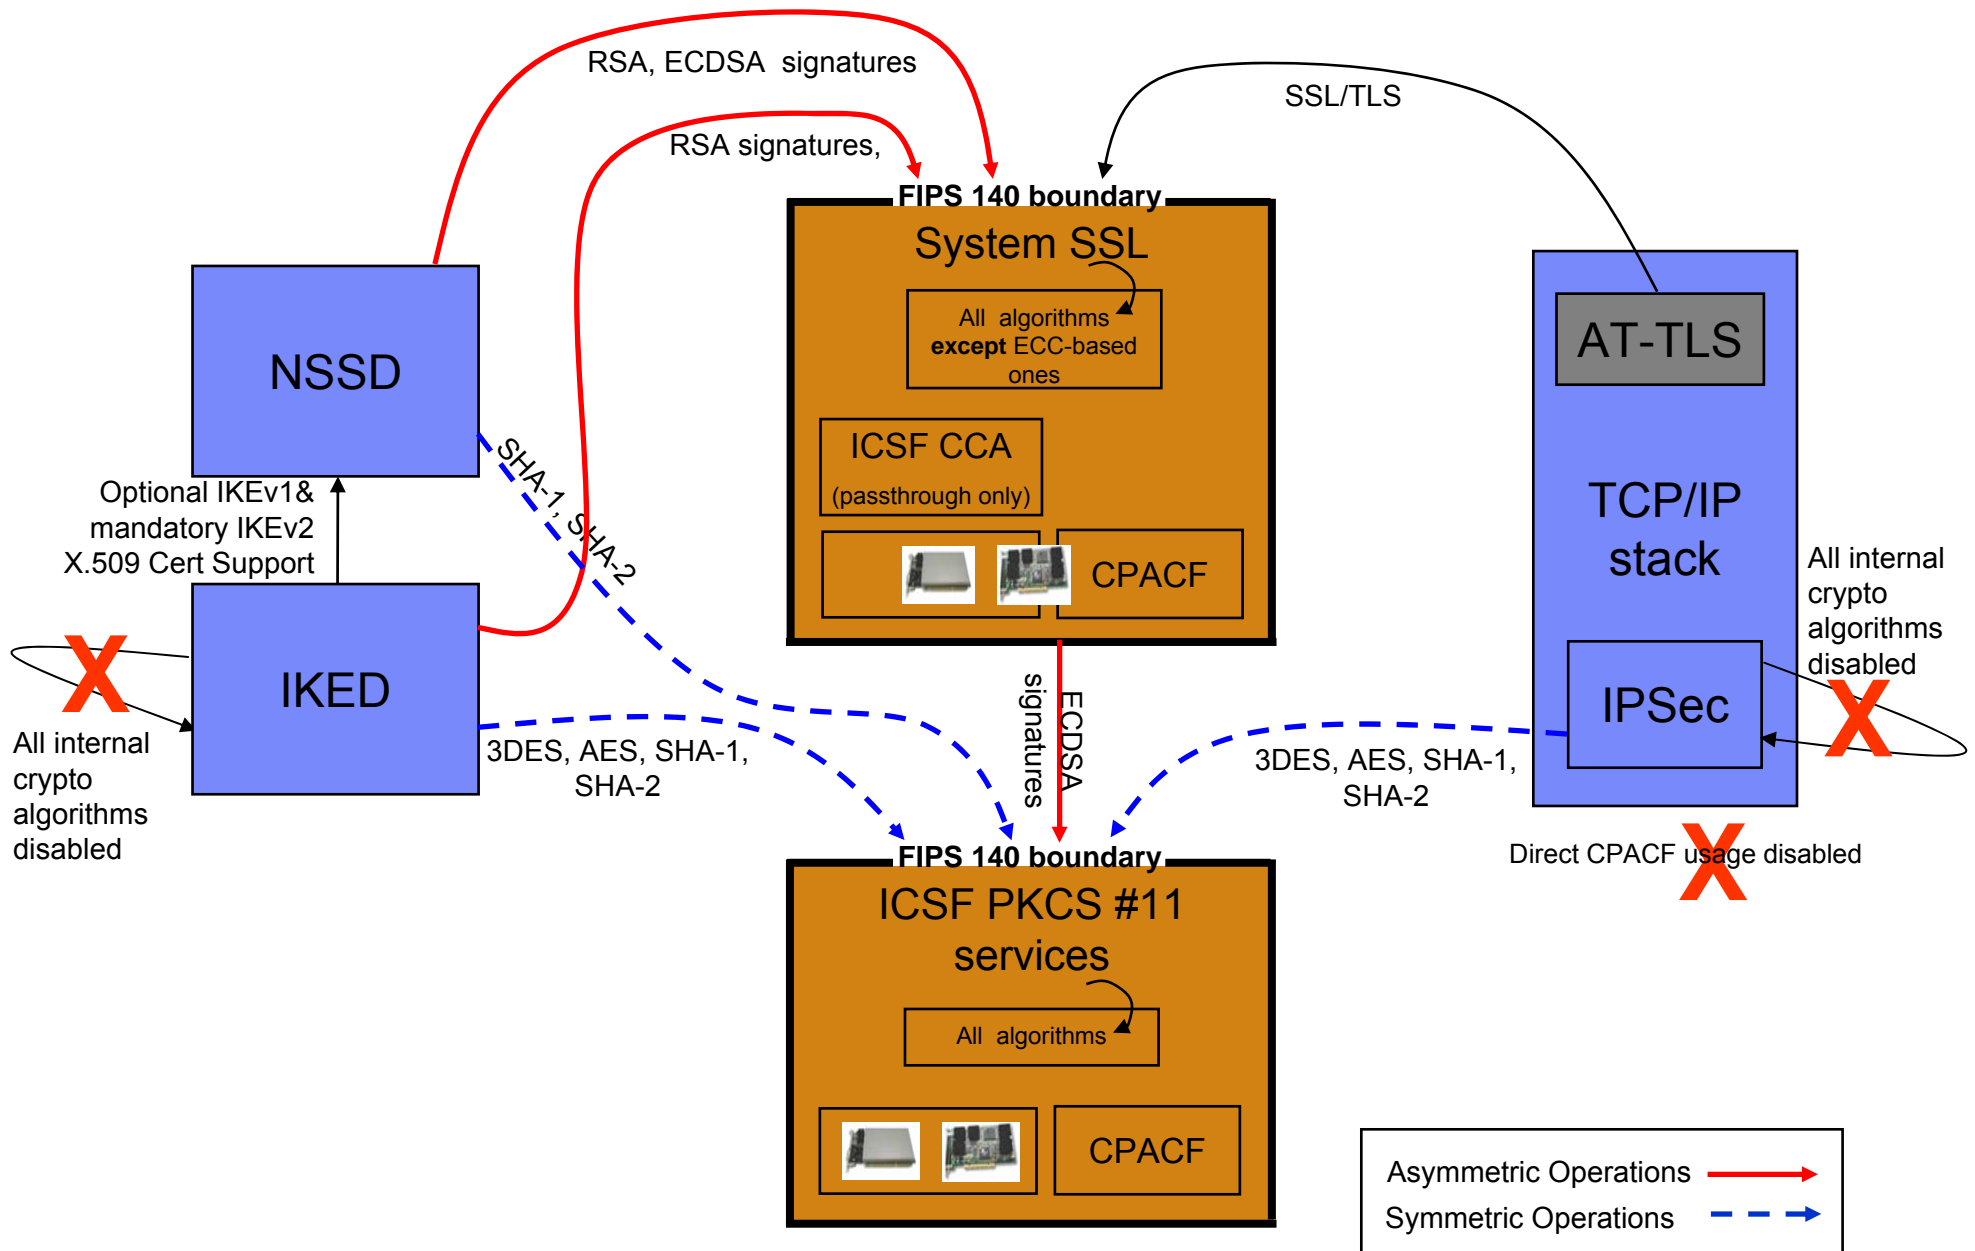 RSA, ECDSA signatures
RSA signatures,
SSL/TLS
FIPS 140 boundary
System SSL
All algorithms
except ECC-based
ones
ICSF CCA
(passthrough only)
CPACF
NSSD
Optional IKEv1&
mandatory IKEv2
X.509 Cert Support
IKED
X
All internal
crypto
algorithms
disabled
SHA-1, SHA-2
3DES, AES, SHA-1,
SHA-2
ECDSA
signatures
AT-TLS
TCP/IP
stack
IPSec
All internal
crypto
algorithms
disabled
X
3DES, AES, SHA-1,
SHA-2
Direct CPACF usage disabled
X
FIPS 140 boundary
ICSF PKCS #11
services
All algorithms
CPACF
Asymmetric Operations
Symmetric Operations